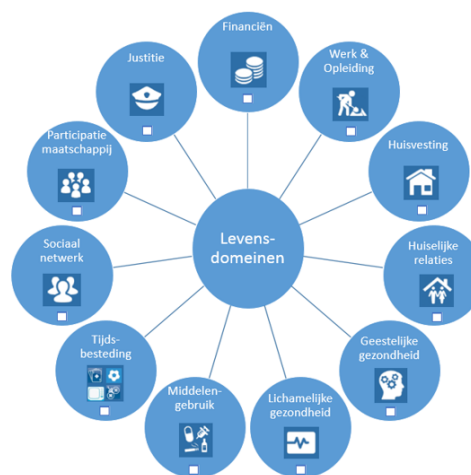 Financiën
Werk &
Opleiding
Huisvesting
Huiselijke
relaties
Geestelijke
gezondheid
Lichamelijke
gezondheid
Middelen-
gebruik
Tijds-
besteding
Sociaal
netwerk
Participatie
maatschappij
Justitie
Levens-
domeinen